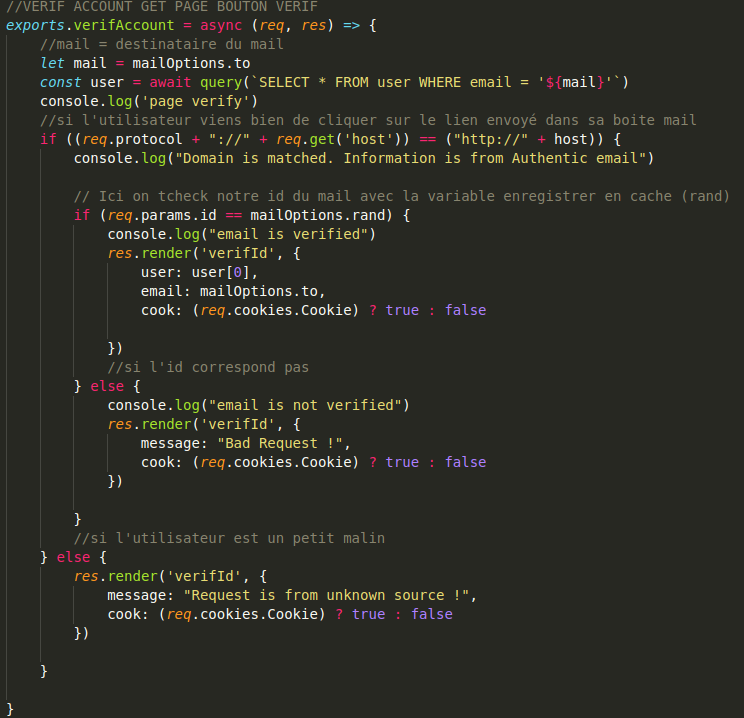 //VERIF ACCOUNT GET PAGE BOUTON VERIF
exports.verifAccount = async (req, res) => {
    //mail = destinataire du mail
    let mail = mailOptions.to
    const user = await query(`SELECT * FROM user WHERE email = '${mail}'`)
    console.log('page verify')
    //si l'utilisateur viens bien de cliquer sur le lien envoyé dans sa boite mail
    if ((req.protocol + "://" + req.get('host')) == ("http://" + host)) {
        console.log("Domain is matched. Information is from Authentic email")

        // Ici on tcheck notre id du mail avec la variable enregistrer en cache (rand)
        if (req.params.id == mailOptions.rand) {
            console.log("email is verified")
            res.render('verifId', {
                user: user[0],
                email: mailOptions.to,
                cook: (req.cookies.Cookie) ? true : false

            })
            //si l'id correspond pas
        } else {
            console.log("email is not verified")
            res.render('verifId', {
                message: "Bad Request !",
                cook: (req.cookies.Cookie) ? true : false
            })

        }
        //si l'utilisateur est un petit malin
    } else {
        res.render('verifId', {
            message: "Request is from unknown source !",
            cook: (req.cookies.Cookie) ? true : false
        })

    }

}